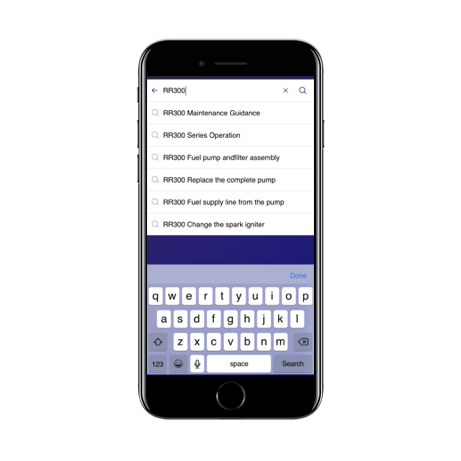 RR300
RR300 Maintenance Guidance
RR300 Series Operation
RR300 Fuel pump andfilter assembly
RR300 Replace the complete pump
RR300 Fuel supply line from the pump
RR300 Change the spark igniter
Done
q w e r t y u i o p
a s d f g h j k l
z x c v b n m
123 space Search